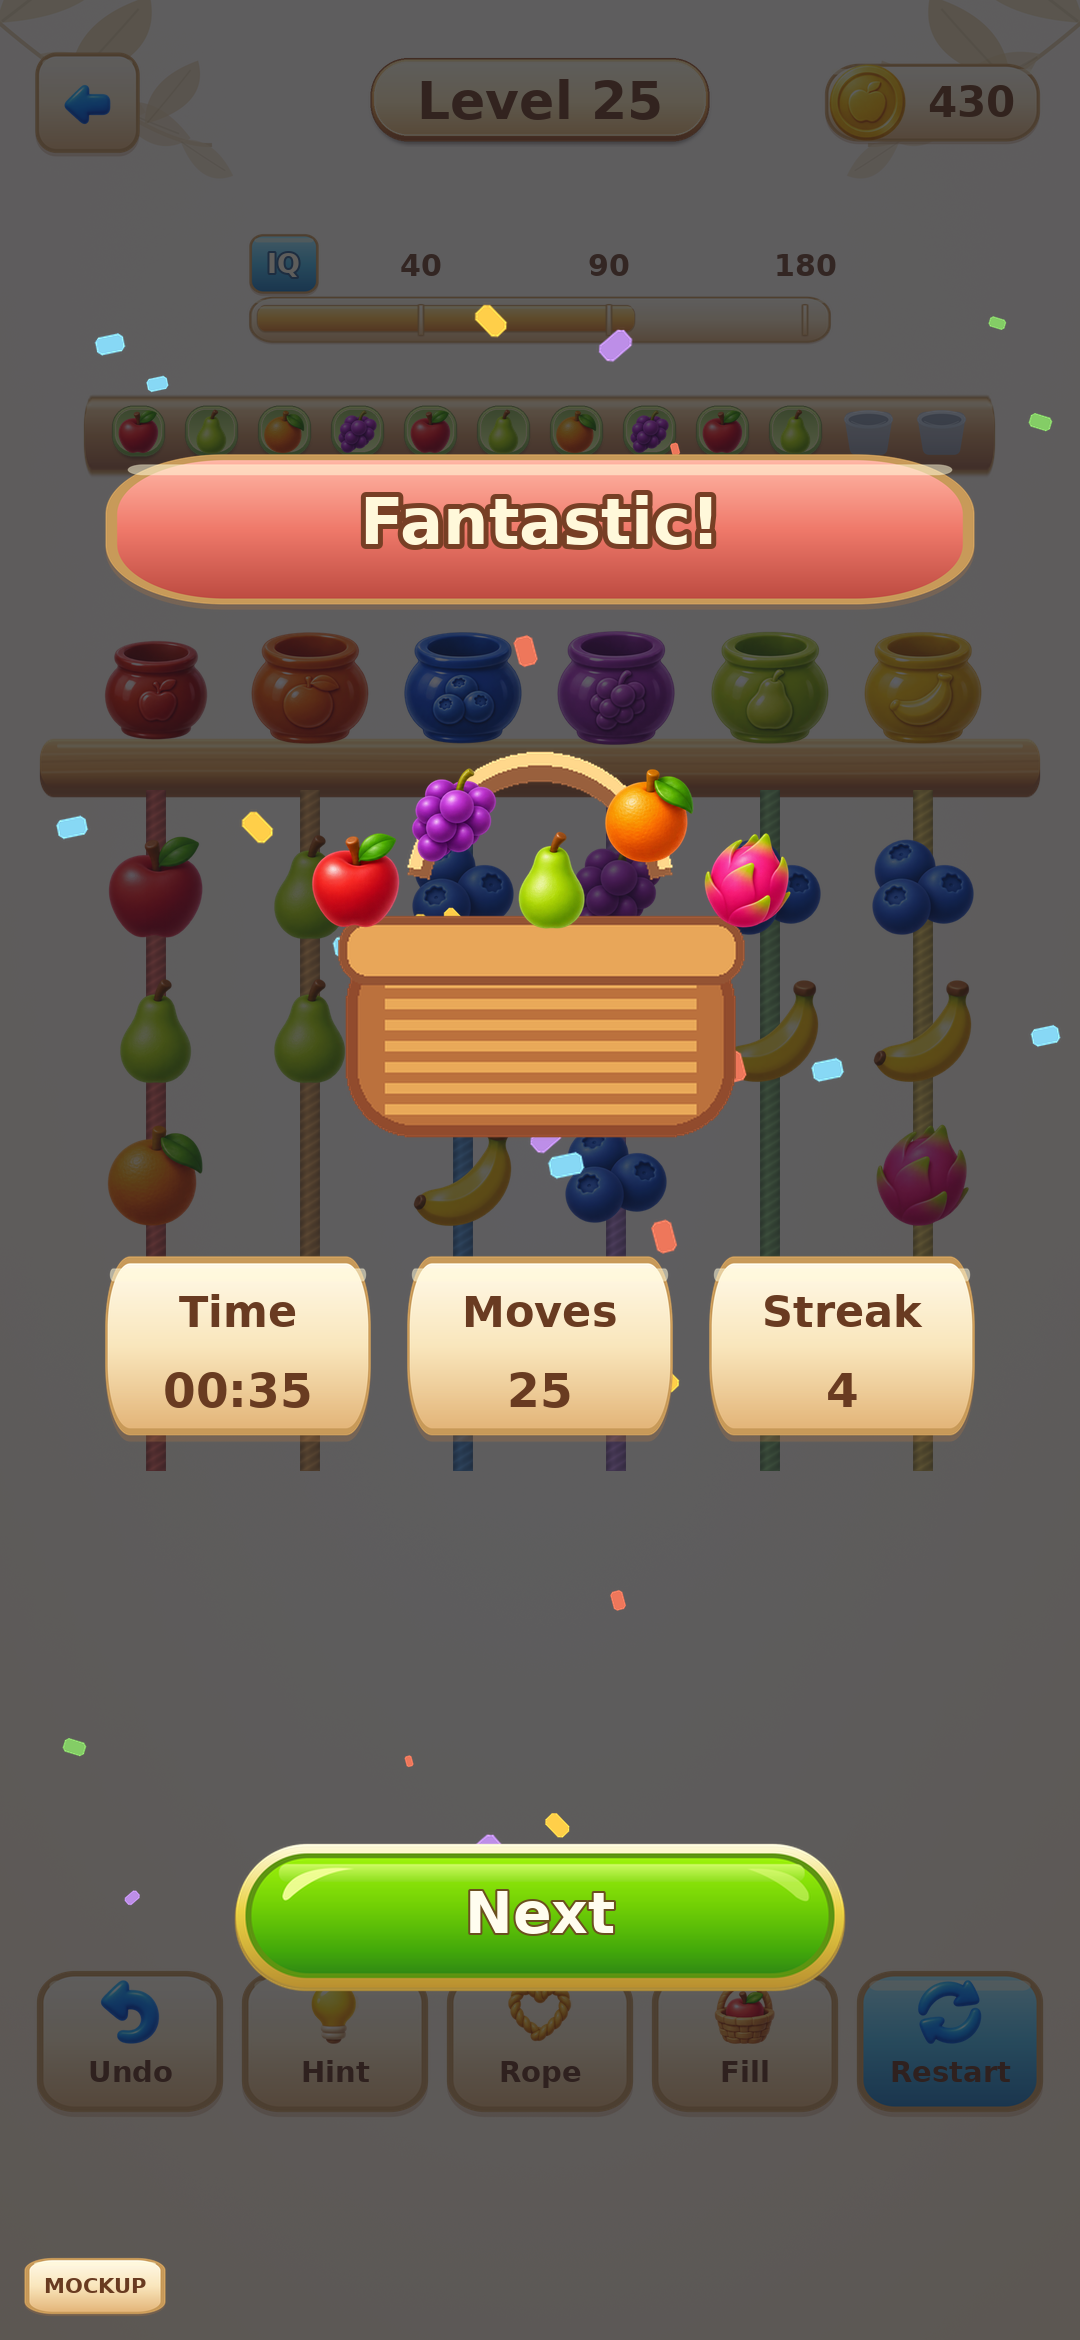 Level 25
430
IQ 40 90 180
Fantastic!
Time Moves Streak
00:35 25 4
Next
Undo Hint Rope Fill Restart
MOCKUP